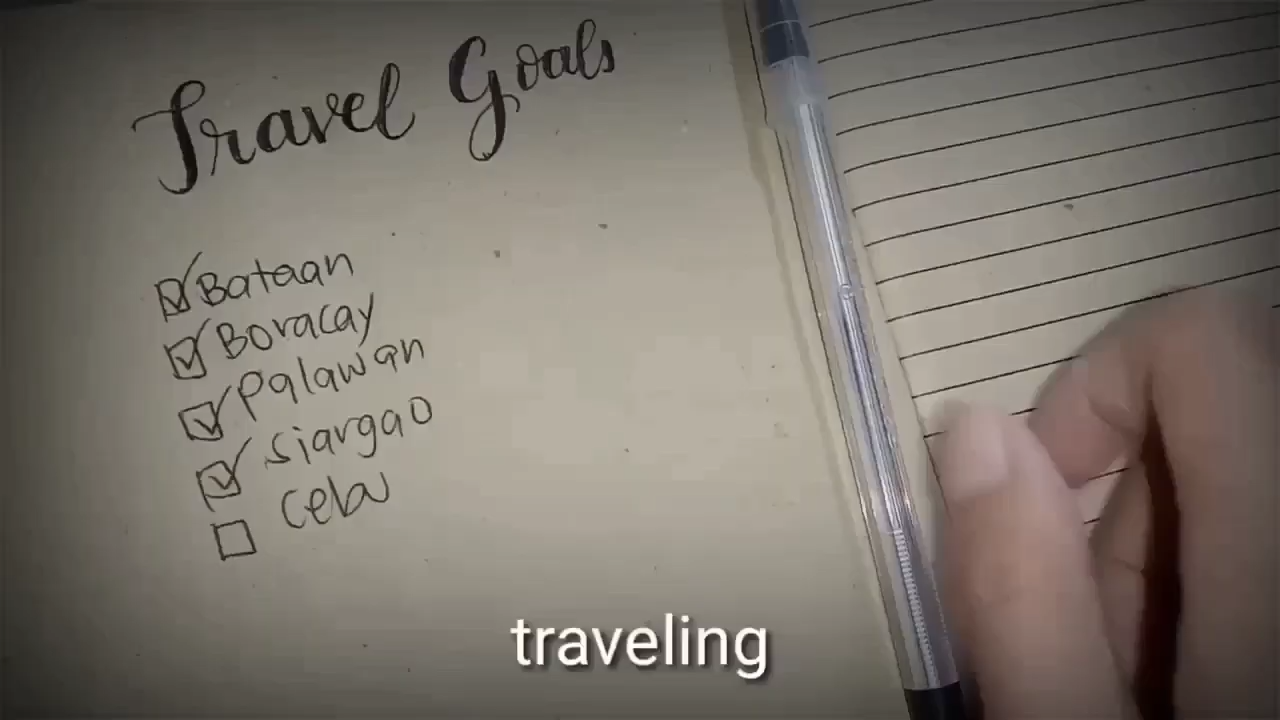 Travel Goals
☑ Bataan
☑ Boracay
☑ Palawan
☑ Siargao
☐ Cebu
traveling